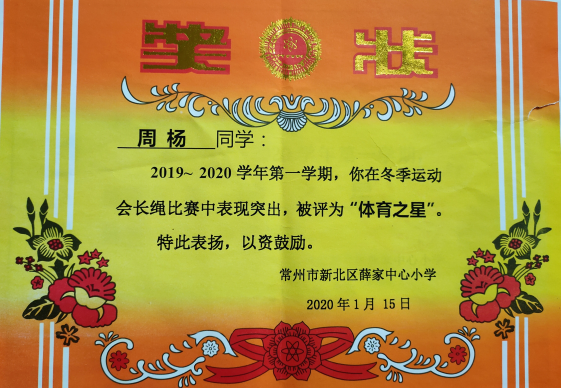 奖状
周杨 同学：
2019~ 2020 学年第一学期，你在冬季运动
会长绳比赛中表现突出，被评为“体育之星”。
特此表扬，以资鼓励。
常州市新北区薛家中心小学
2020 年 1 月 15 日